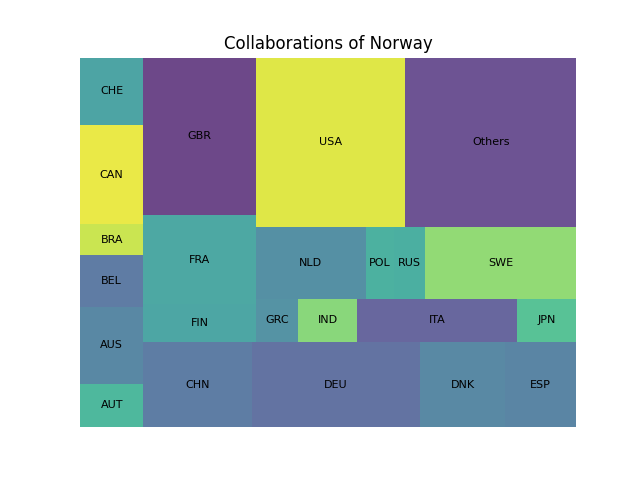 Collaborations of Norway
CHE
GBR
USA
Others
CAN
BRA
FRA
NLD
POL
RUS
SWE
BEL
FIN
GRC
IND
ITA
JPN
AUS
CHN
DEU
DNK
ESP
AUT